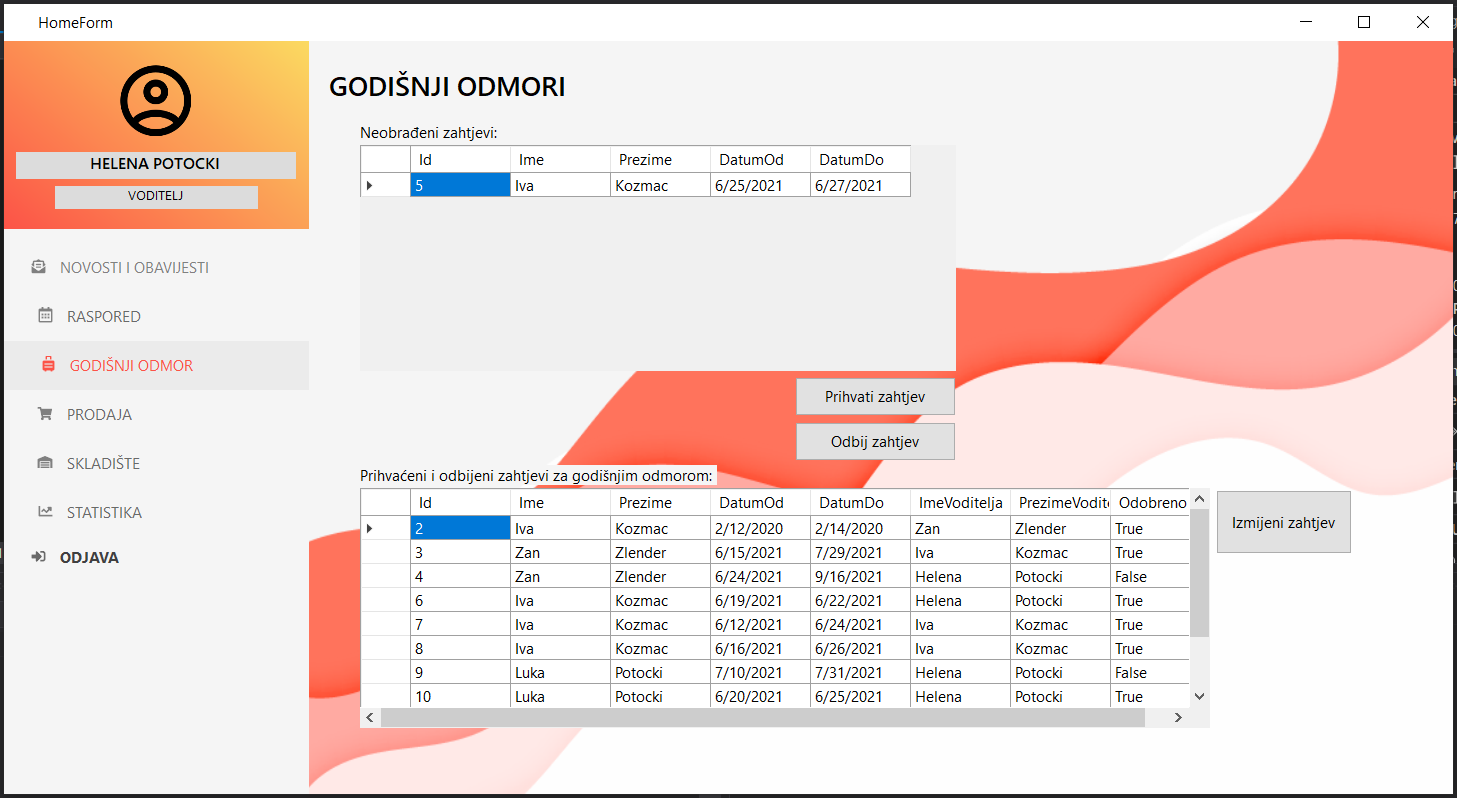 HomeForm
HELENA POTOCKI
VODITELJ
NOVOSTI I OBAVIJESTI
RASPORED
GODIŠNJI ODMOR
PRODAJA
SKLADIŠTE
STATISTIKA
ODJAVA
GODIŠNJI ODMORI
Neobrađeni zahtjevi:
Id Ime Prezime DatumOd DatumDo
5 Iva Kozmac 6/25/2021 6/27/2021
Prihvati zahtjev
Odbij zahtjev
Prihvaćeni i odbijeni zahtjevi za godišnjim odmorom:
Id Ime Prezime DatumOd DatumDo ImeVoditelja PrezimeVodite Odobreno
2 Iva Kozmac 2/12/2020 2/14/2020 Zan Zlender True
3 Zan Zlender 6/15/2021 7/29/2021 Iva Kozmac True
4 Zan Zlender 6/24/2021 9/16/2021 Helena Potocki False
6 Iva Kozmac 6/19/2021 6/22/2021 Helena Potocki True
7 Iva Kozmac 6/12/2021 6/24/2021 Iva Kozmac True
8 Iva Kozmac 6/16/2021 6/26/2021 Iva Kozmac True
9 Luka Potocki 7/10/2021 7/31/2021 Helena Potocki False
10 Luka Potocki 6/20/2021 6/25/2021 Helena Potocki True
Izmijeni zahtjev